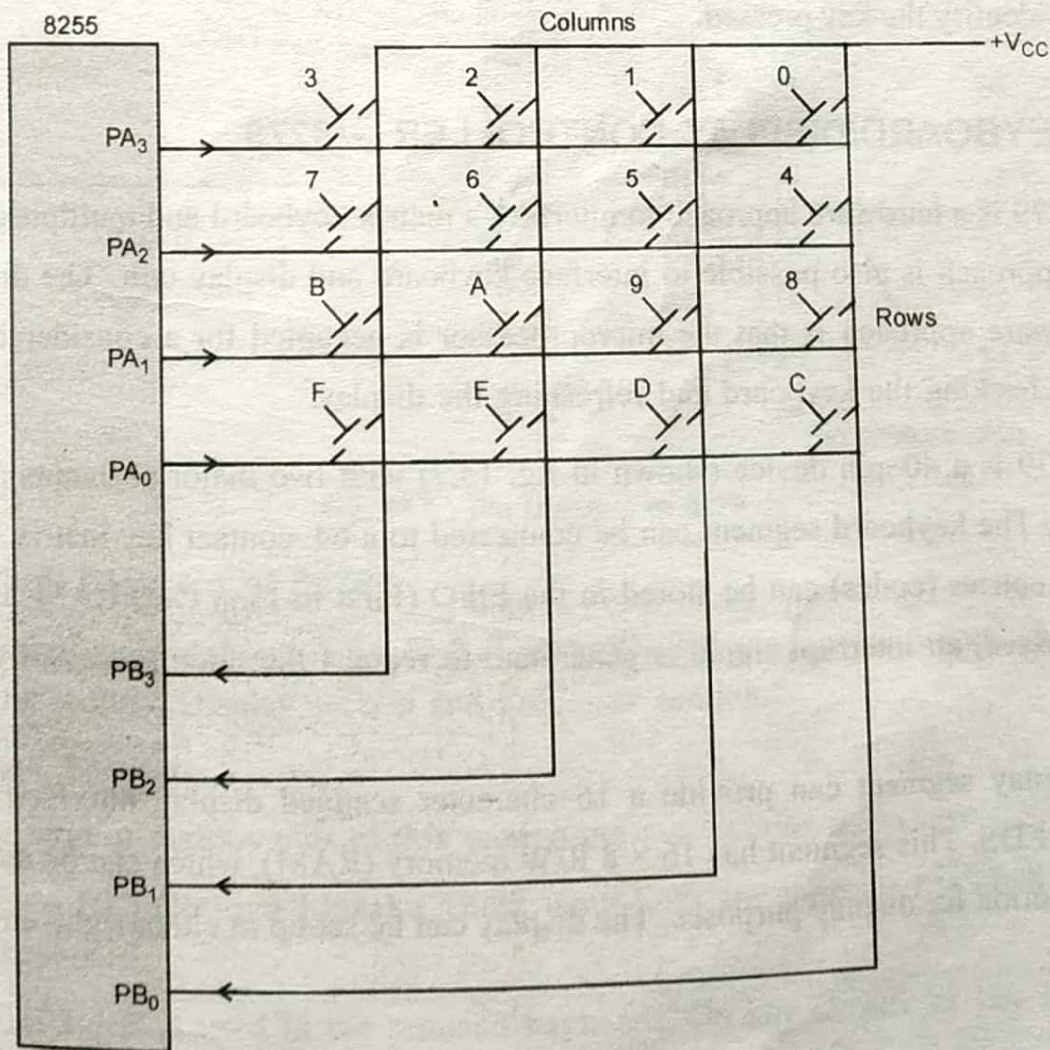 8255
Columns
+VCC
3 2 1 0
PA3
7 6 5 4
PA2
B A 9 8
Rows
PA1
F E D C
PA0
PB3
PB2
PB1
PB0